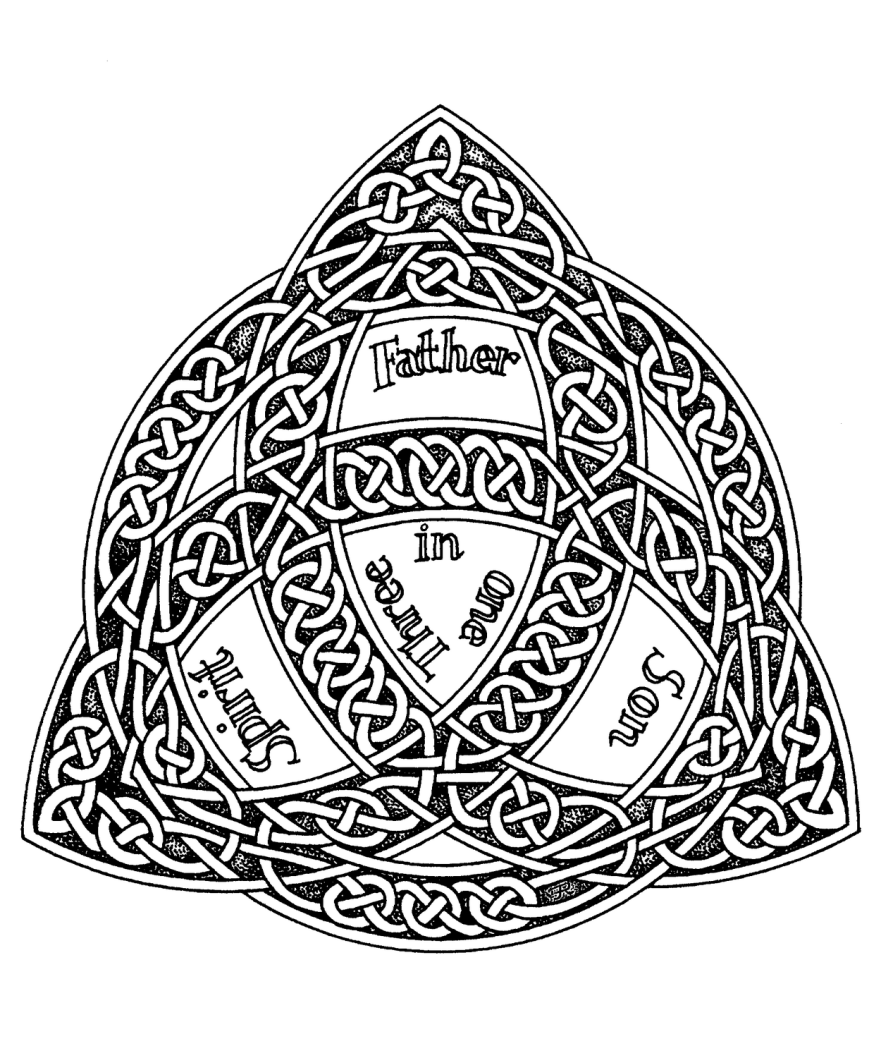 Father
Three
in
One
Spirit
Son